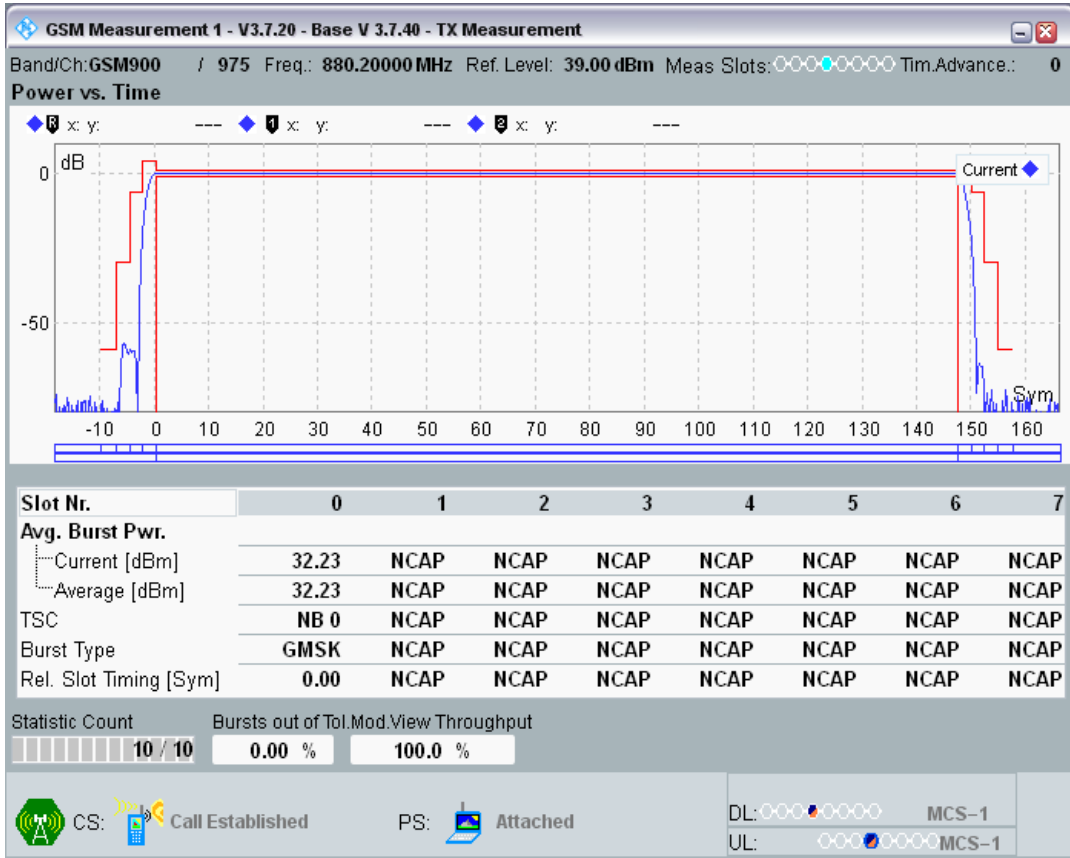 GSM Measurement 1 - V3.7.20 - Base V 3.7.40 - TX Measurement
Band/Ch:GSM900 / 975 Freq.: 880.20000 MHz Ref. Level: 39.00 dBm Meas Slots: Tim.Advance.: 0
Power vs. Time
R x: y: --- 1 x: y: --- 2 x: y: ---
dB
Current
0
-50
Sym
-10 0 10 20 30 40 50 60 70 80 90 100 110 120 130 140 150 160
Slot Nr. 0 1 2 3 4 5 6 7
Avg. Burst Pwr.
Current [dBm] 32.23 NCAP NCAP NCAP NCAP NCAP NCAP NCAP
Average [dBm] 32.23 NCAP NCAP NCAP NCAP NCAP NCAP NCAP
TSC NB 0 NCAP NCAP NCAP NCAP NCAP NCAP NCAP
Burst Type GMSK NCAP NCAP NCAP NCAP NCAP NCAP NCAP
Rel. Slot Timing [Sym] 0.00 NCAP NCAP NCAP NCAP NCAP NCAP NCAP
Statistic Count Bursts out of Tol.Mod.View Throughput
10 / 10 0.00 % 100.0 %
CS: Call Established PS: Attached
DL: MCS-1
UL: MCS-1